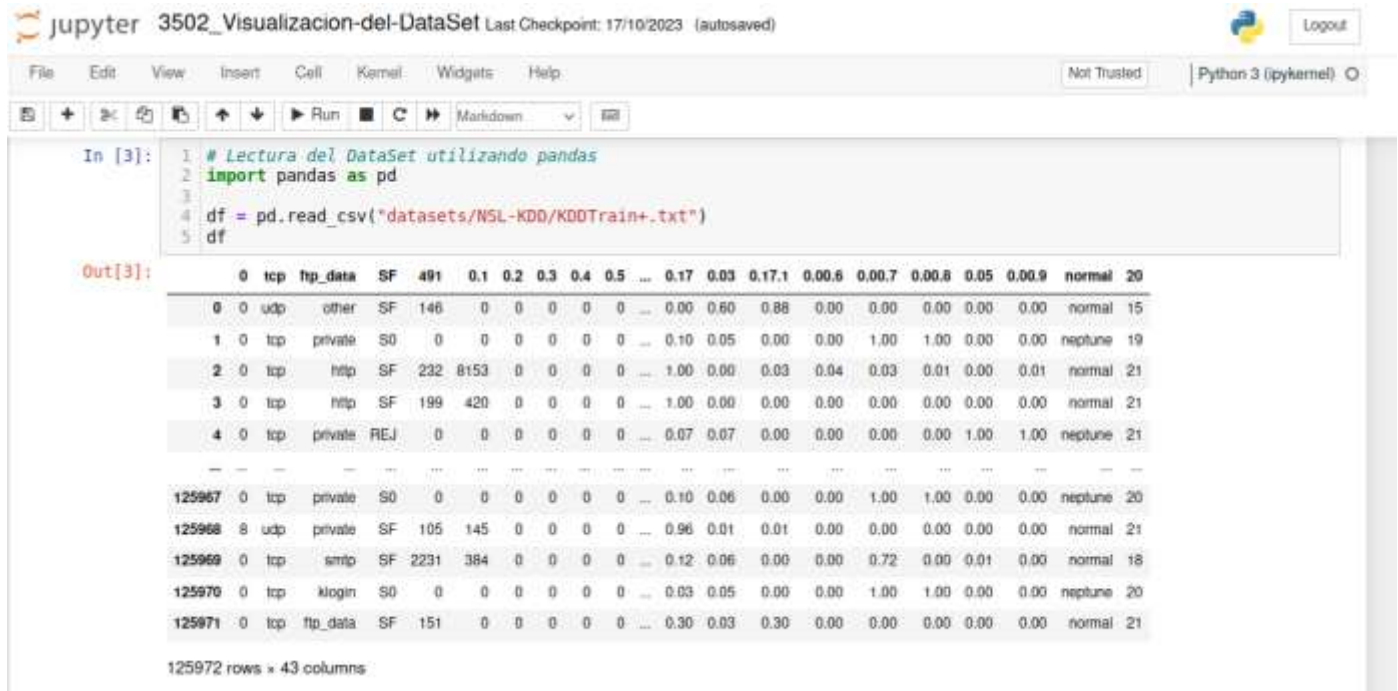 jupyter 3502_Visualizacion-del-DataSet Last Checkpoint: 17/10/2023 (autosaved) Logout
File Edit View Insert Cell Kernel Widgets Help Not Trusted Python 3 (ipykernel)
Run Markdown
In [3]: 1 # Lectura del DataSet utilizando pandas
2 import pandas as pd
3
4 df = pd.read_csv("datasets/NSL-KDD/KDDTrain+.txt")
5 df
Out[3]:
0 tcp ftp_data SF 491 0.1 0.2 0.3 0.4 0.5 ... 0.17 0.03 0.17.1 0.00.6 0.00.7 0.00.8 0.05 0.00.9 normal 20
0 0 udp other SF 146 0 0 0 0 0 ... 0.00 0.60 0.88 0.00 0.00 0.00 0.00 0.00 normal 15
1 0 tcp private S0 0 0 0 0 0 0 ... 0.10 0.05 0.00 0.00 1.00 1.00 0.00 0.00 neptune 19
2 0 tcp http SF 232 8153 0 0 0 0 ... 1.00 0.00 0.03 0.04 0.03 0.01 0.00 0.01 normal 21
3 0 tcp http SF 199 420 0 0 0 0 ... 1.00 0.00 0.00 0.00 0.00 0.00 0.00 0.00 normal 21
4 0 tcp private REJ 0 0 0 0 0 0 ... 0.07 0.07 0.00 0.00 0.00 0.00 1.00 1.00 neptune 21
... ... ... ... ... ... ... ... ... ... ... ... ... ... ... ... ... ... ... ... ... ...
125967 0 tcp private S0 0 0 0 0 0 0 ... 0.10 0.06 0.00 0.00 1.00 1.00 0.00 0.00 neptune 20
125968 8 udp private SF 105 145 0 0 0 0 ... 0.96 0.01 0.01 0.00 0.00 0.00 0.00 0.00 normal 21
125969 0 tcp smtp SF 2231 384 0 0 0 0 ... 0.12 0.06 0.00 0.00 0.72 0.00 0.01 0.00 normal 18
125970 0 tcp klogin S0 0 0 0 0 0 0 ... 0.03 0.05 0.00 0.00 1.00 1.00 0.00 0.00 neptune 20
125971 0 tcp ftp_data SF 151 0 0 0 0 0 ... 0.30 0.03 0.30 0.00 0.00 0.00 0.00 0.00 normal 21
125972 rows × 43 columns